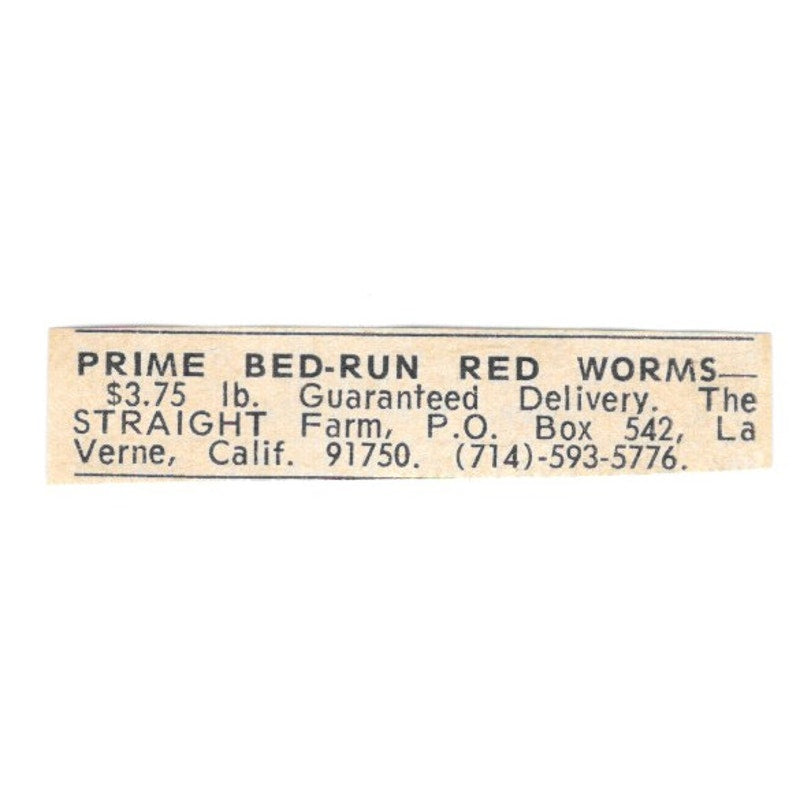 PRIME BED-RUN RED WORMS—
$3.75 lb. Guaranteed Delivery. The
STRAIGHT Farm, P.O. Box 542, La
Verne, Calif. 91750. (714)-593-5776.